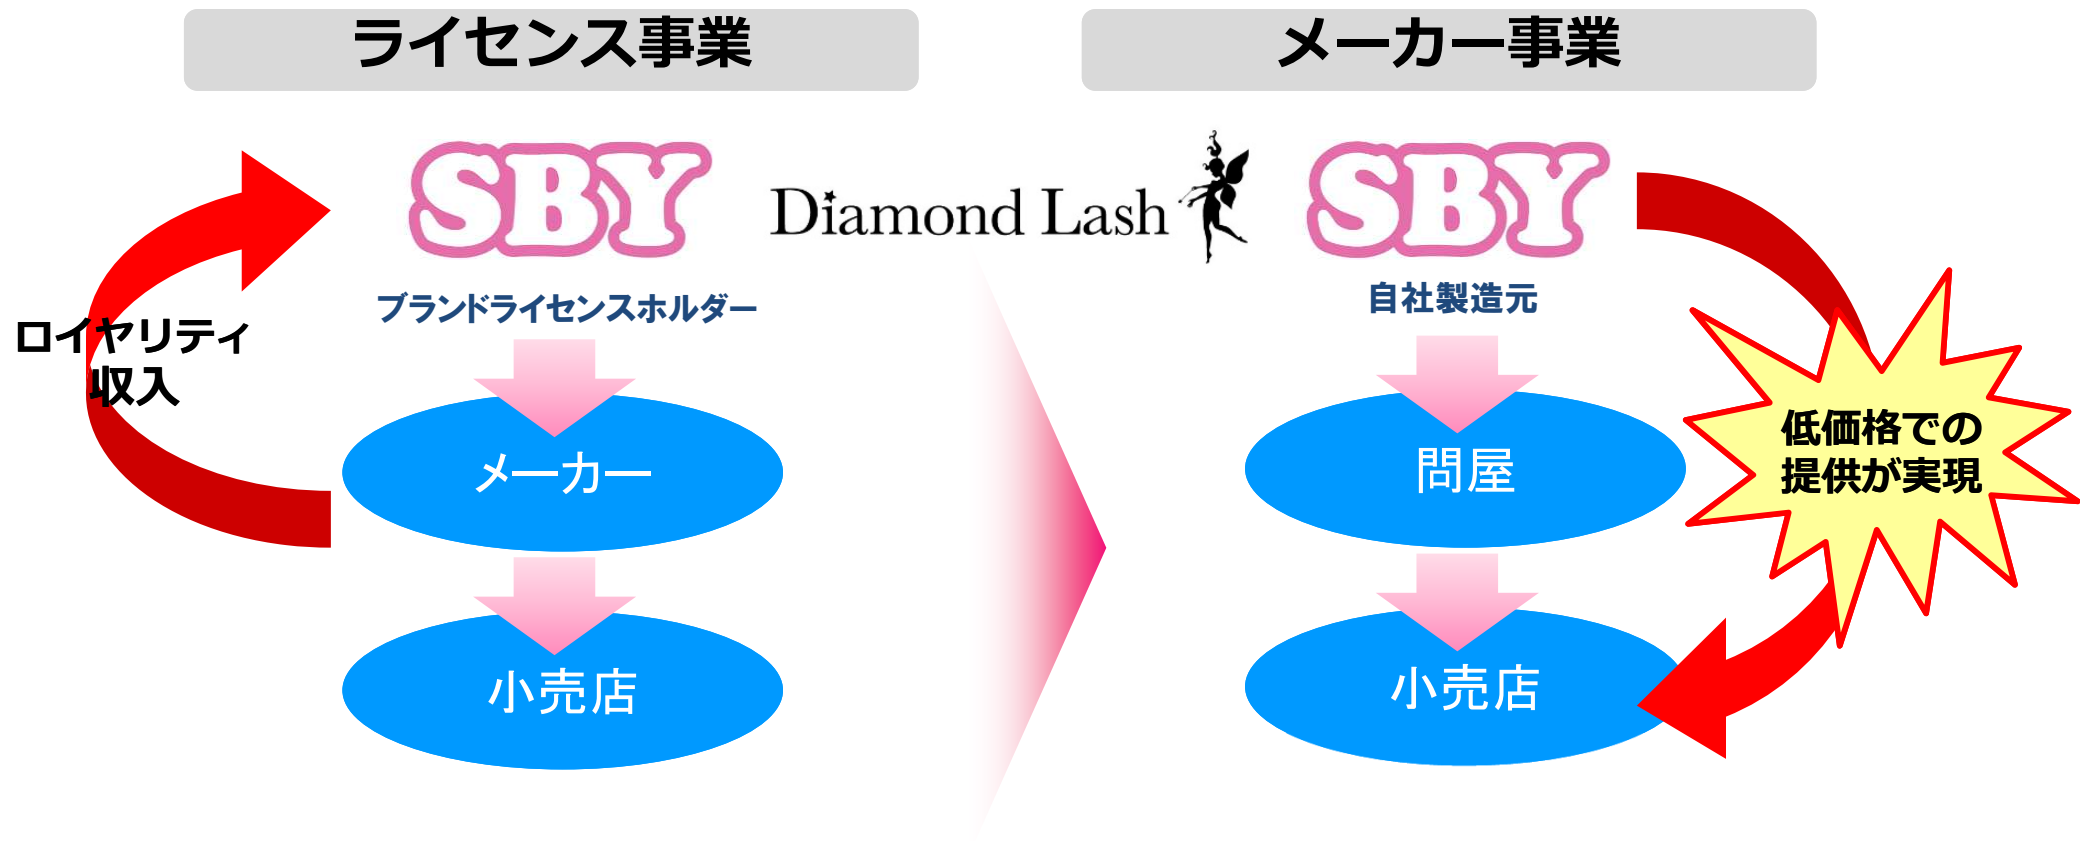 ライセンス事業
メーカー事業
SBY
Diamond Lash
SBY
ブランドライセンスホルダー
自社製造元
ロイヤリティ
収入
メーカー
小売店
問屋
小売店
低価格での
提供が実現